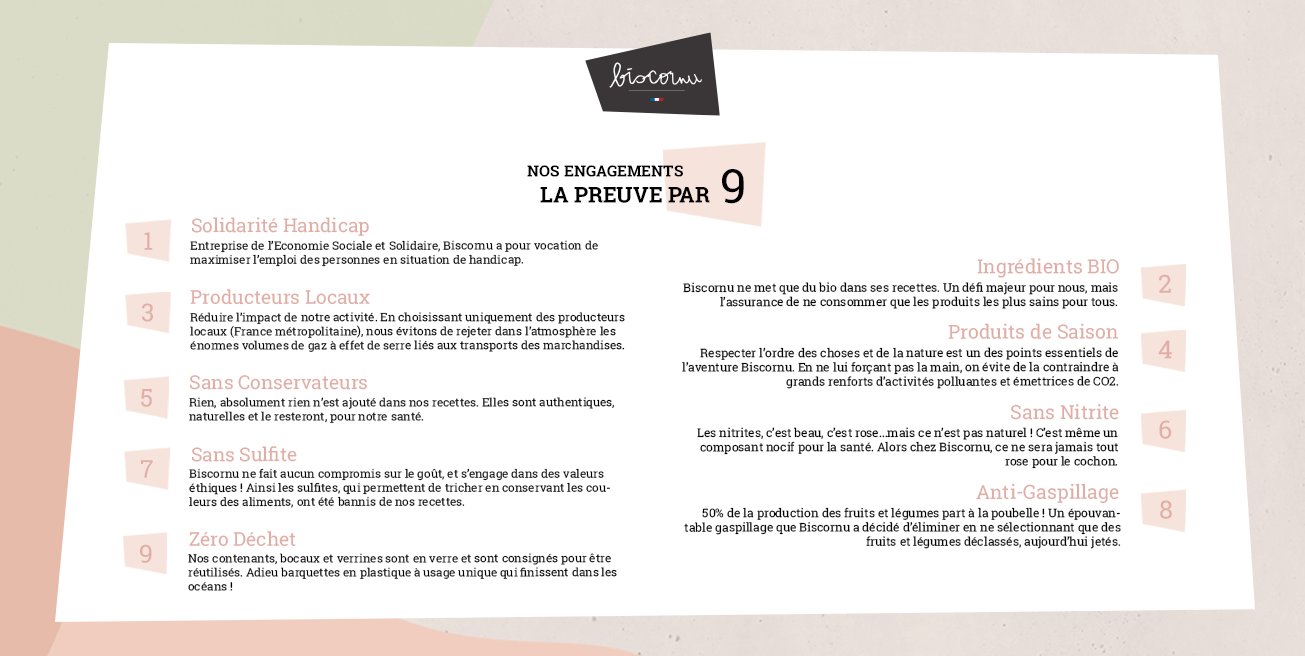 biscornu
NOS ENGAGEMENTS
LA PREUVE PAR 9
1
Solidarité Handicap
Entreprise de l'Economie Sociale et Solidaire, Biscornu a pour vocation de
maximiser l'emploi des personnes en situation de handicap.
2
Ingrédients BIO
Biscornu ne met que du bio dans ses recettes. Un défi majeur pour nous, mais
l'assurance de ne consommer que les produits les plus sains pour tous.
3
Producteurs Locaux
Réduire l'impact de notre activité. En choisissant uniquement des producteurs
locaux (France métropolitaine), nous évitons de rejeter dans l'atmosphère les
énormes volumes de gaz à effet de serre liés aux transports des marchandises.
4
Produits de Saison
Respecter l'ordre des choses et de la nature est un des points essentiels de
l'aventure Biscornu. En ne lui forçant pas la main, on évite de la contraindre à
grands renforts d'activités polluantes et émettrices de CO2.
5
Sans Conservateurs
Rien, absolument rien n'est ajouté dans nos recettes. Elles sont authentiques,
naturelles et le resteront, pour notre santé.
6
Sans Nitrite
Les nitrites, c'est beau, c'est rose...mais ce n'est pas naturel ! C'est même un
composant nocif pour la santé. Alors chez Biscornu, ce ne sera jamais tout
rose pour le cochon.
7
Sans Sulfite
Biscornu ne fait aucun compromis sur le goût, et s'engage dans des valeurs
éthiques ! Ainsi les sulfites, qui permettent de tricher en conservant les cou-
leurs des aliments, ont été bannis de nos recettes.
8
Anti-Gaspillage
50% de la production des fruits et légumes part à la poubelle ! Un épouvan-
table gaspillage que Biscornu a décidé d'éliminer en ne sélectionnant que des
fruits et légumes déclassés, aujourd'hui jetés.
9
Zéro Déchet
Nos contenants, bocaux et verrines sont en verre et sont consignés pour être
réutilisés. Adieu barquettes en plastique à usage unique qui finissent dans les
océans !